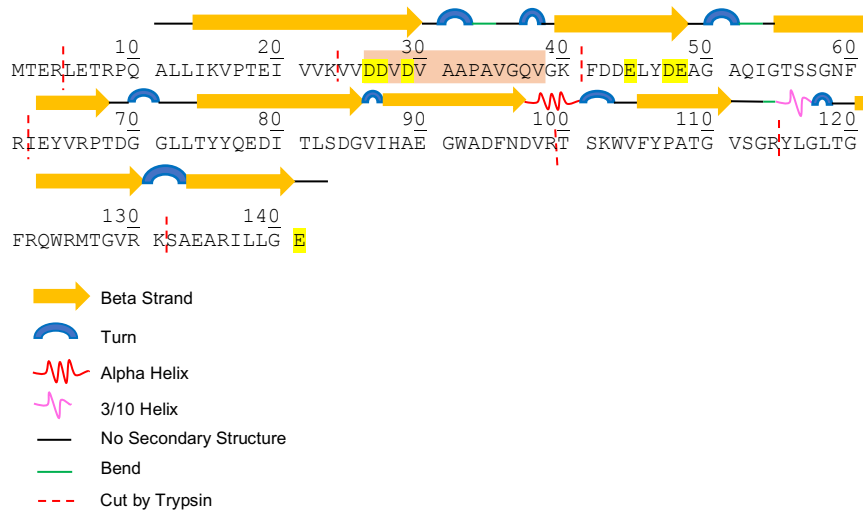 10 20 30 40 50 60
MTERLETRPQ ALLIKVPTEI VVKVVDDVDV AAPAVGQVGK FDDELYDEAG AQIGTSSGNF
70 80 90 100 110 120
RIEYVRPTDG GLLTYYQEDI TLSDGVIHAE GWADFNDVRT SKWVFYPATG VSGRYLGLTG
130 140
FRQWRMTGVR KSAEARILLG E
Beta Strand
Turn
Alpha Helix
3/10 Helix
No Secondary Structure
Bend
Cut by Trypsin